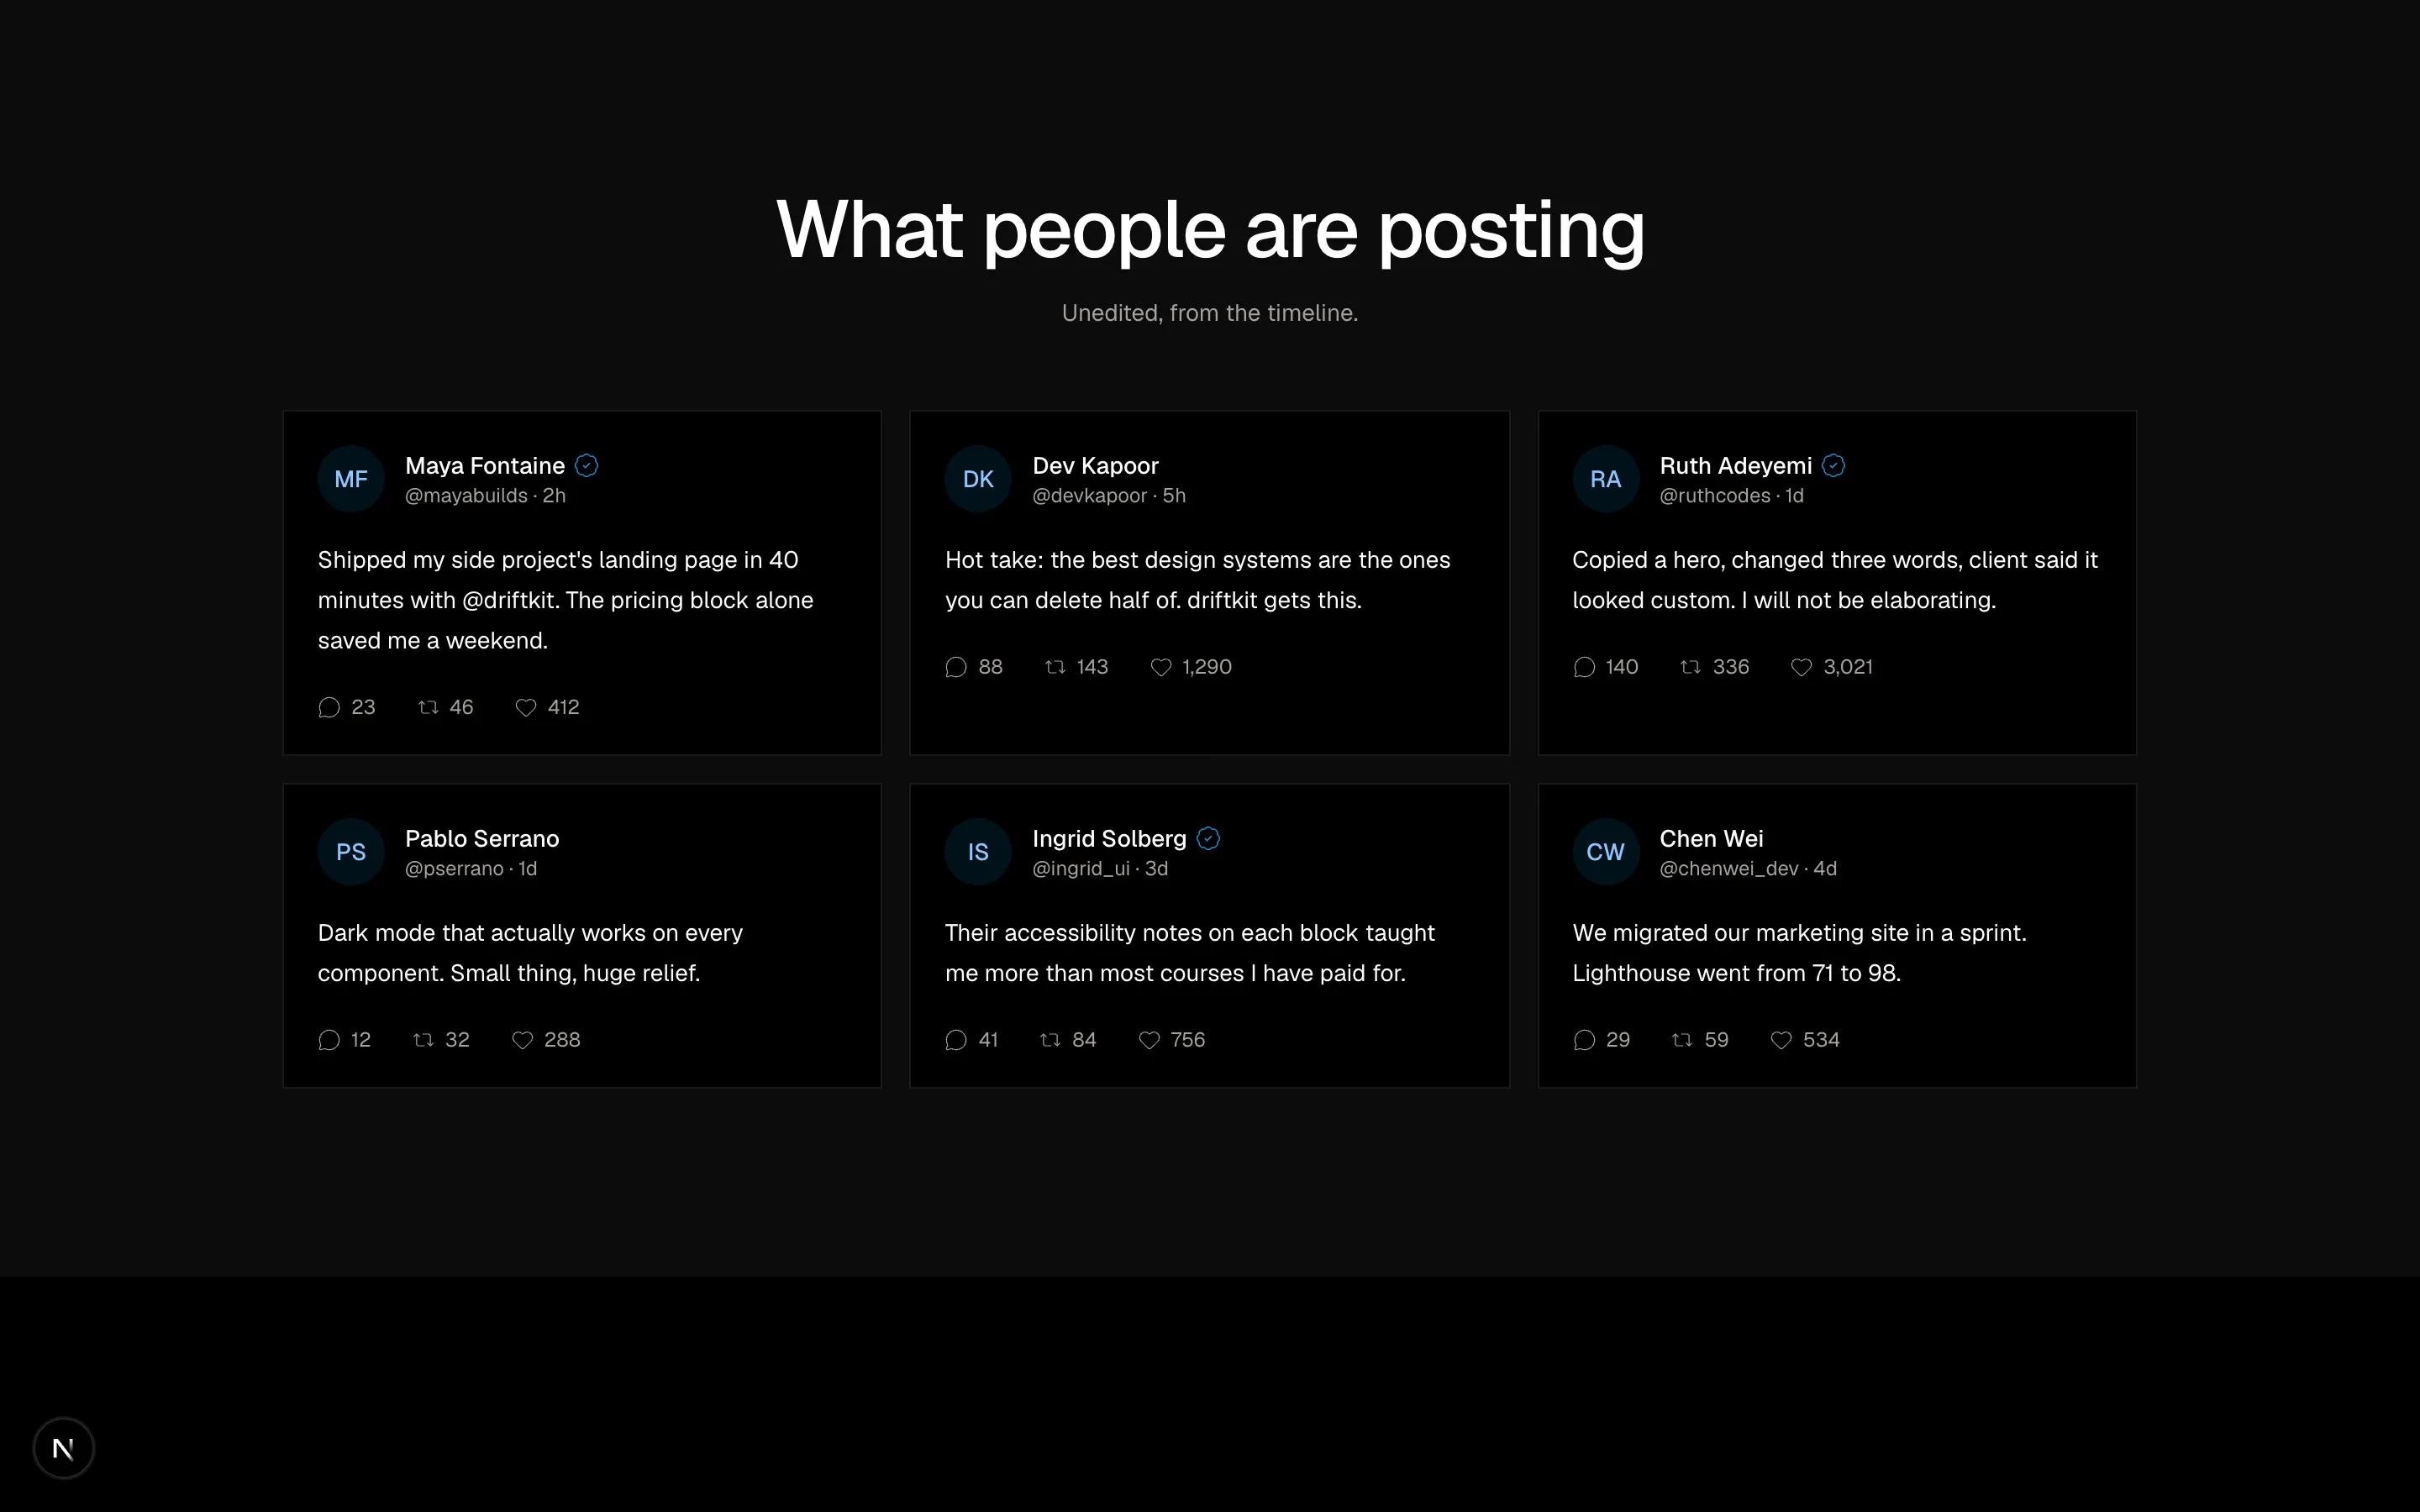 What people are posting
Unedited, from the timeline.
MF
Maya Fontaine
@mayabuilds · 2h
Shipped my side project's landing page in 40
minutes with @driftkit. The pricing block alone
saved me a weekend.
23 46 412
DK
Dev Kapoor
@devkapoor · 5h
Hot take: the best design systems are the ones
you can delete half of. driftkit gets this.
88 143 1,290
RA
Ruth Adeyemi
@ruthcodes · 1d
Copied a hero, changed three words, client said it
looked custom. I will not be elaborating.
140 336 3,021
PS
Pablo Serrano
@pserrano · 1d
Dark mode that actually works on every
component. Small thing, huge relief.
12 32 288
IS
Ingrid Solberg
@ingrid_ui · 3d
Their accessibility notes on each block taught
me more than most courses I have paid for.
41 84 756
CW
Chen Wei
@chenwei_dev · 4d
We migrated our marketing site in a sprint.
Lighthouse went from 71 to 98.
29 59 534
N